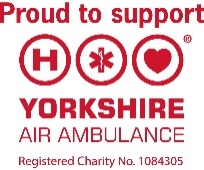 Proud to support
H
®
YORKSHIRE
AIR AMBULANCE
Registered Charity No. 1084305